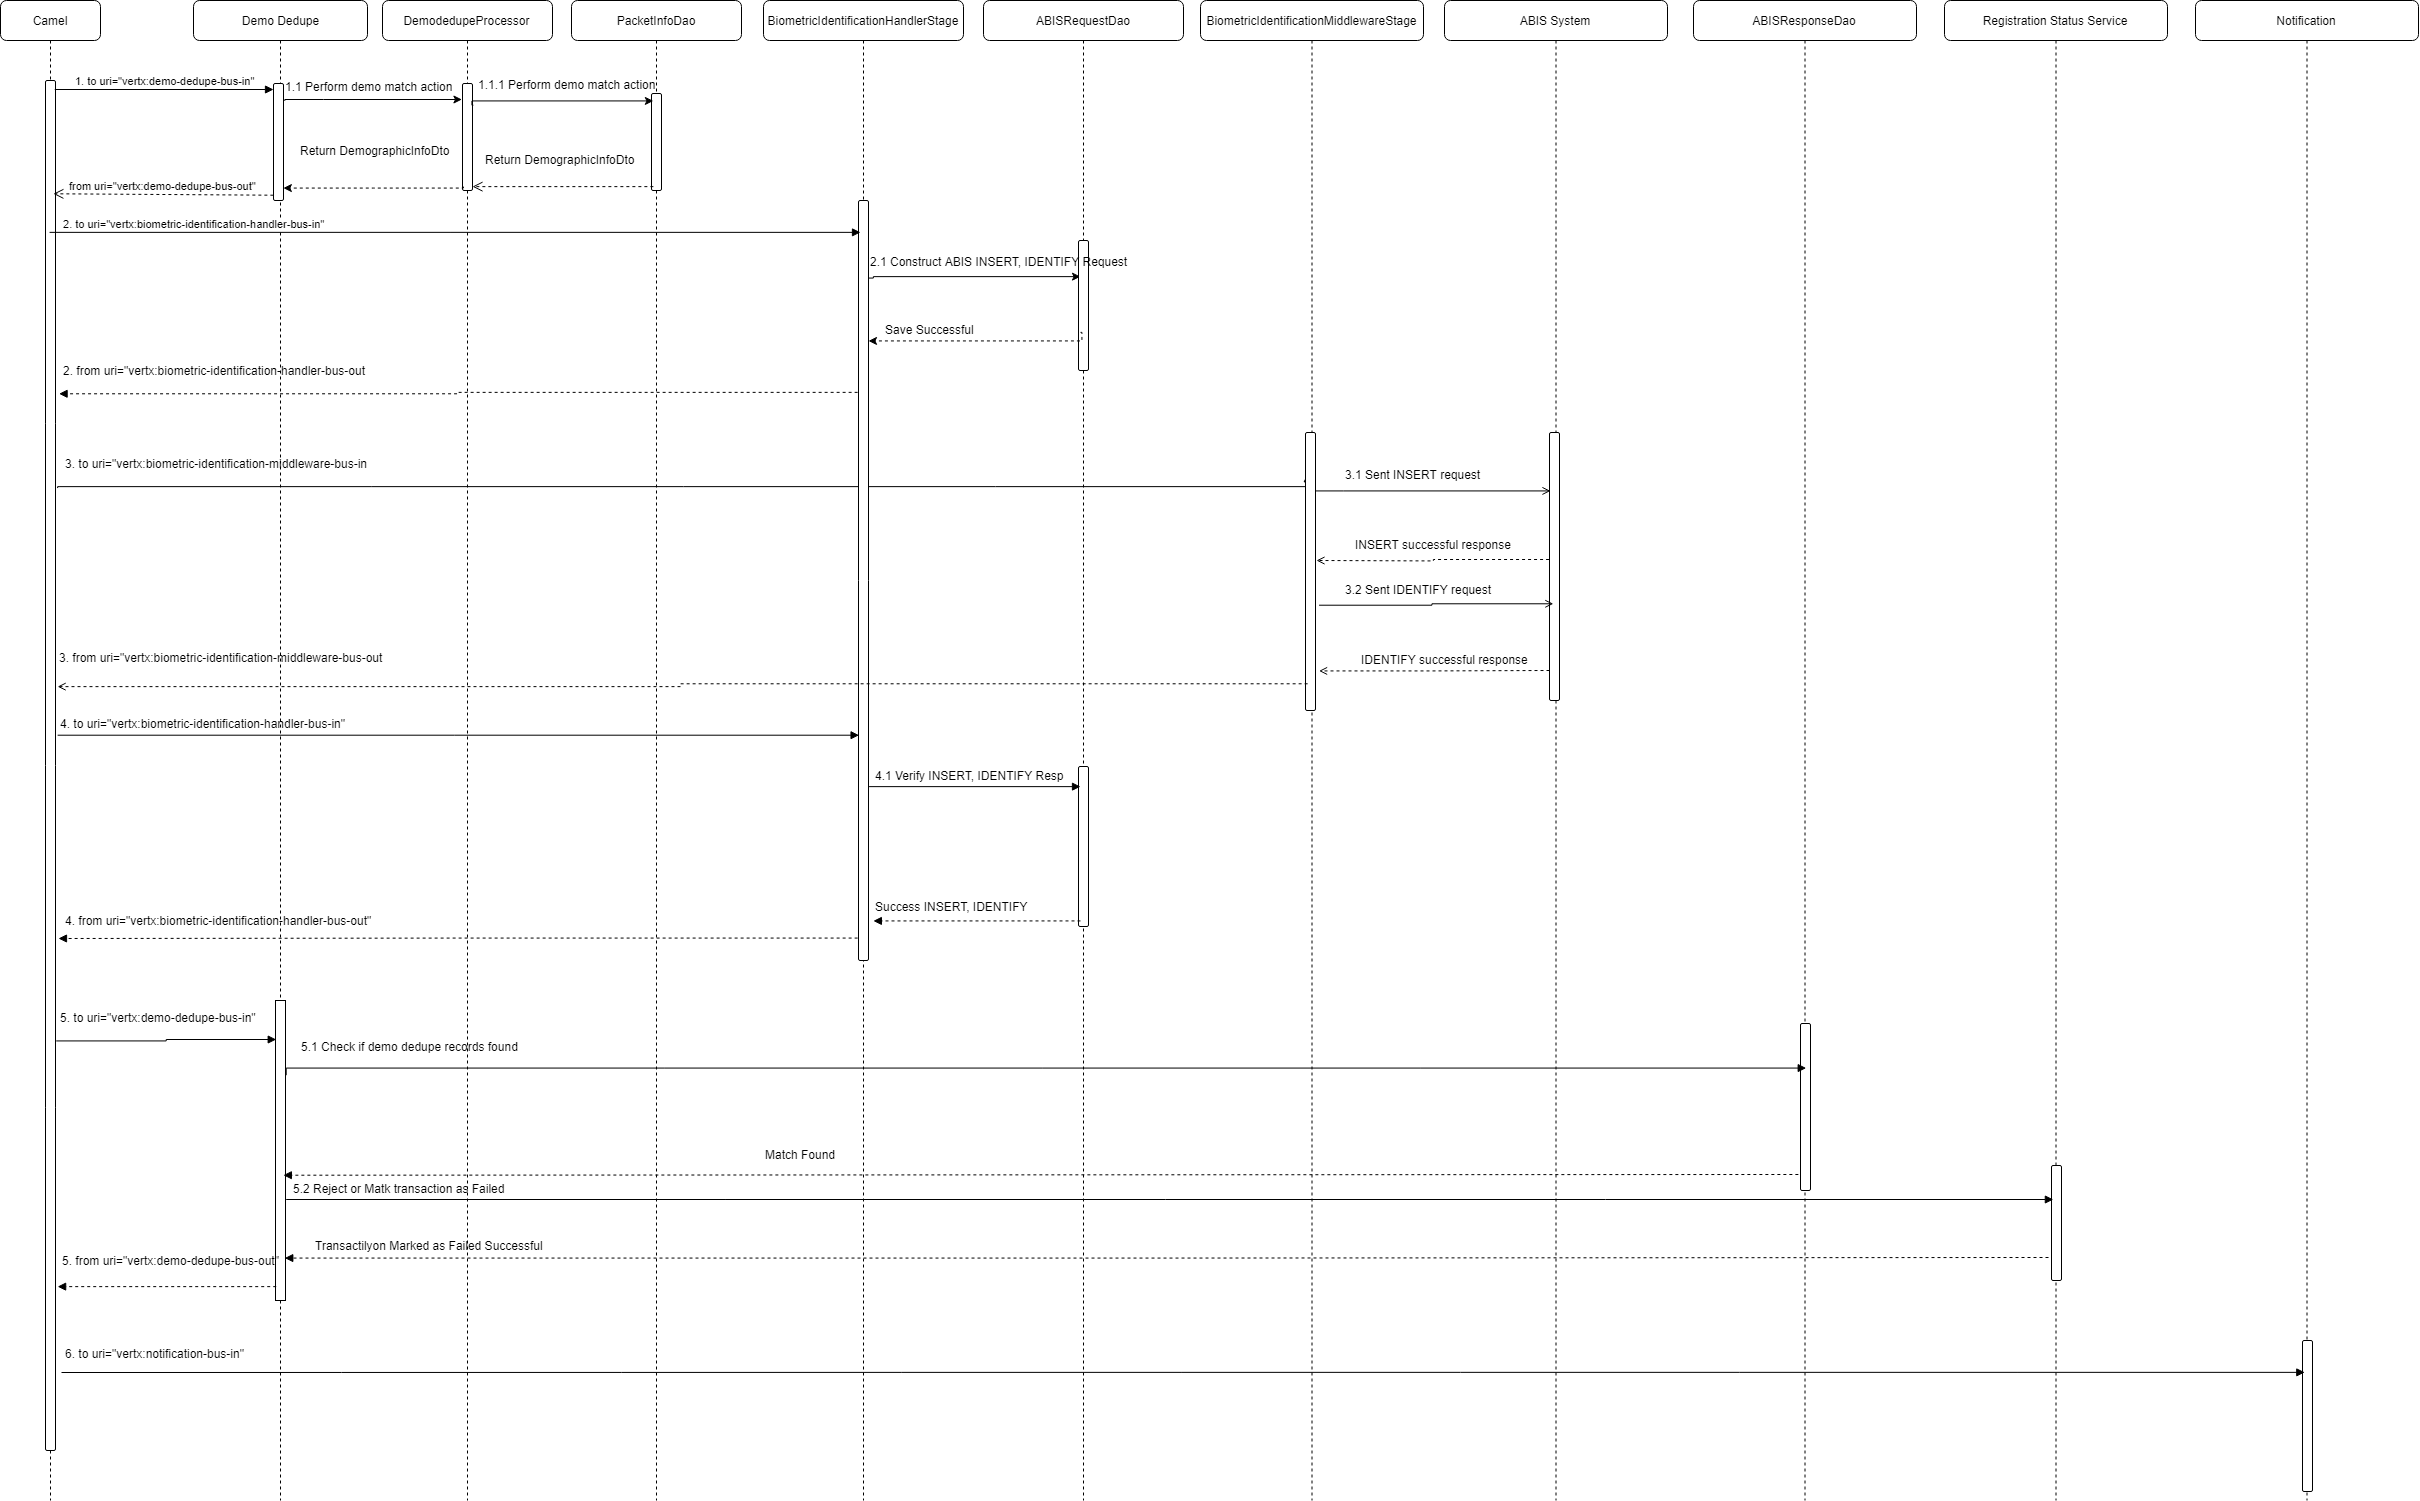 Camel
Demo Dedupe
DemodedupeProcessor
PacketInfoDao
BiometricIdentificationHandlerStage
ABISRequestDao
BiometricIdentificationMiddlewareStage
ABIS System
ABISResponseDao
Registration Status Service
Notification
1. to uri="vertx:demo-dedupe-bus-in"
1.1 Perform demo match action
1.1.1 Perform demo match action
Return DemographicInfoDto
Return DemographicInfoDto
from uri="vertx:demo-dedupe-bus-out"
2. to uri="vertx:biometric-identification-handler-bus-in"
2.1 Construct ABIS INSERT, IDENTIFY Request
Save Successful
2. from uri="vertx:biometric-identification-handler-bus-out
3. to uri="vertx:biometric-identification-middleware-bus-in
3.1 Sent INSERT request
INSERT successful response
3.2 Sent IDENTIFY request
3. from uri="vertx:biometric-identification-middleware-bus-out
IDENTIFY successful response
4. to uri="vertx:biometric-identification-handler-bus-in"
4.1 Verify INSERT, IDENTIFY Resp
Success INSERT, IDENTIFY
4. from uri="vertx:biometric-identification-handler-bus-out"
5. to uri="vertx:demo-dedupe-bus-in"
5.1 Check if demo dedupe records found
Match Found
5.2 Reject or Matk transaction as Failed
Transactilyon Marked as Failed Successful
5. from uri="vertx:demo-dedupe-bus-out"
6. to uri="vertx:notification-bus-in"